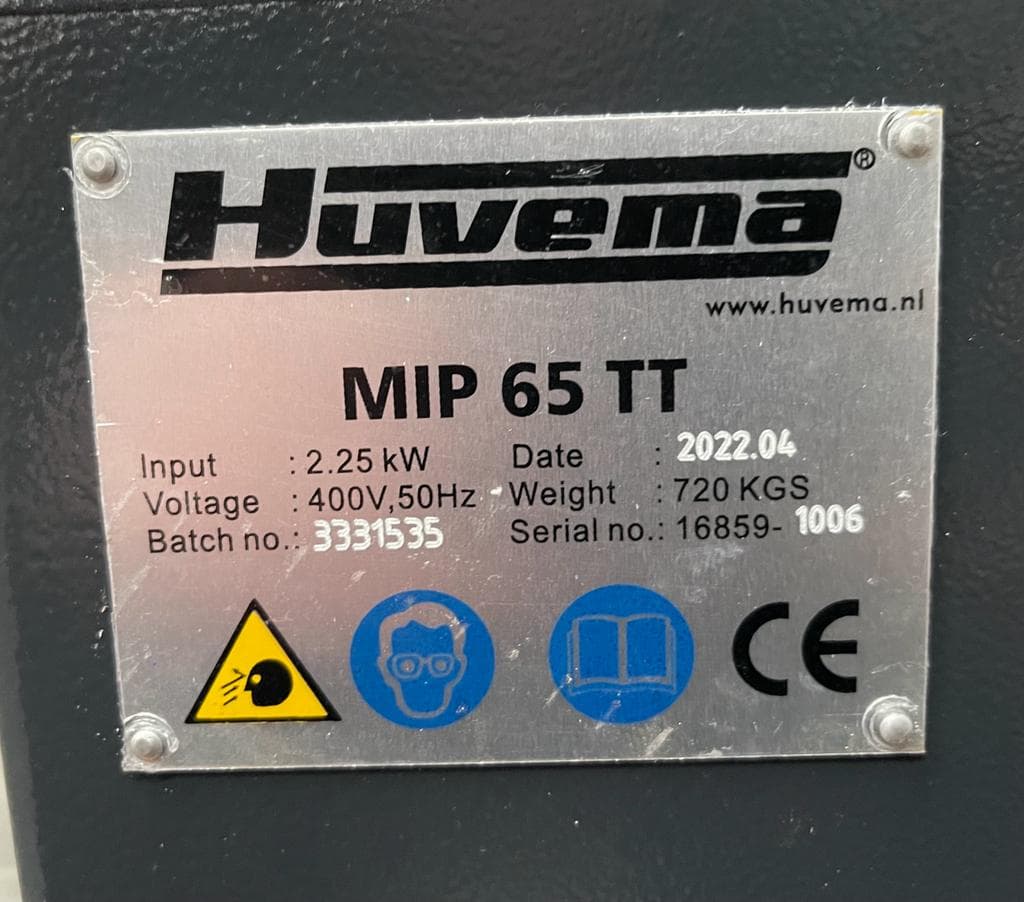 Huvema®
www.huvema.nl
MIP 65 TT
Input : 2.25 kW Date : 2022.04
Voltage : 400V,50Hz Weight : 720 KGS
Batch no.: 3331535 Serial no.: 16859- 1006
CE